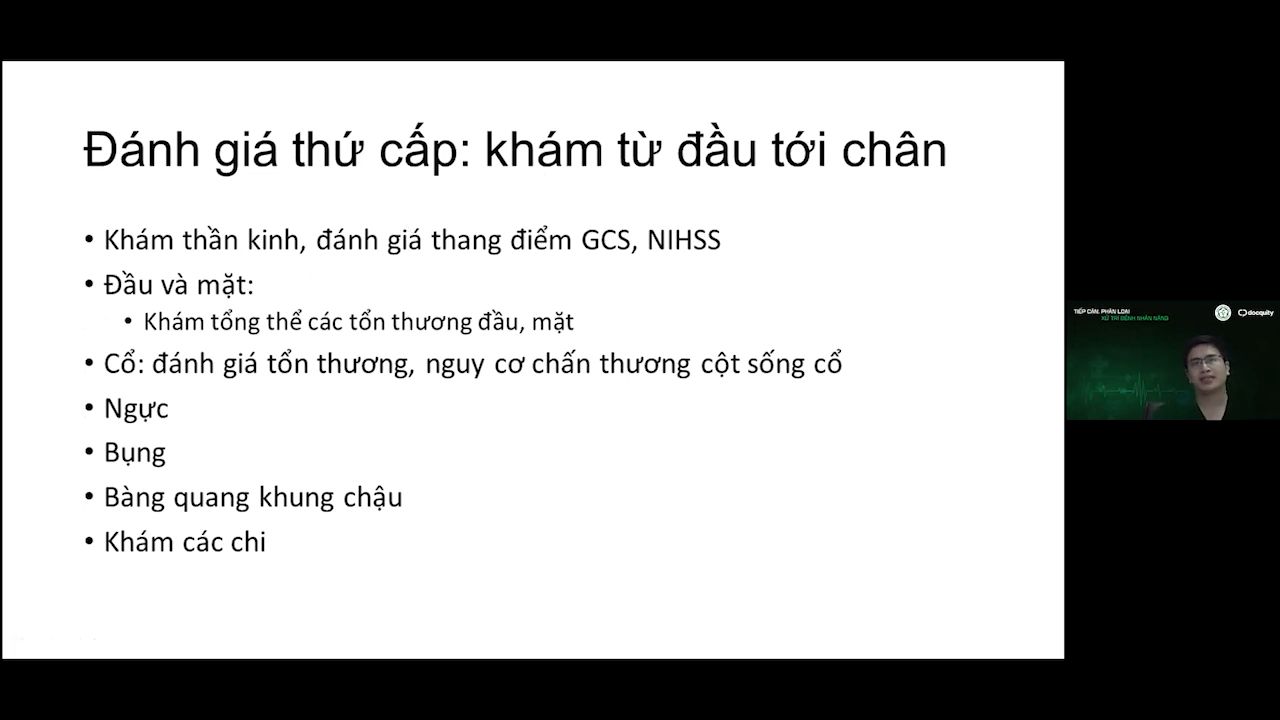 Đánh giá thứ cấp: khám từ đầu tới chân
• Khám thần kinh, đánh giá thang điểm GCS, NIHSS
• Đầu và mặt:
• Khám tổng thể các tổn thương đầu, mặt
• Cổ: đánh giá tổn thương, nguy cơ chấn thương cột sống cổ
• Ngực
• Bụng
• Bàng quang khung chậu
• Khám các chi
TIẾP CẬN, PHÂN LOẠI
XỬ TRÍ BỆNH NHÂN NẶNG
docquity